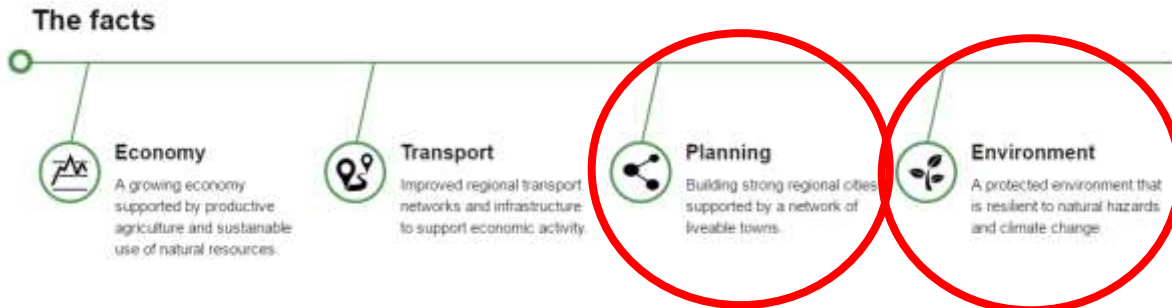 The facts
Economy
A growing economy
supported by productive
agriculture and sustainable
use of natural resources.
Transport
Improved regional transport
networks and infrastructure
to support economic activity.
Planning
Building strong regional cities
supported by a network of
liveable towns.
Environment
A protected environment that
is resilient to natural hazards
and climate change